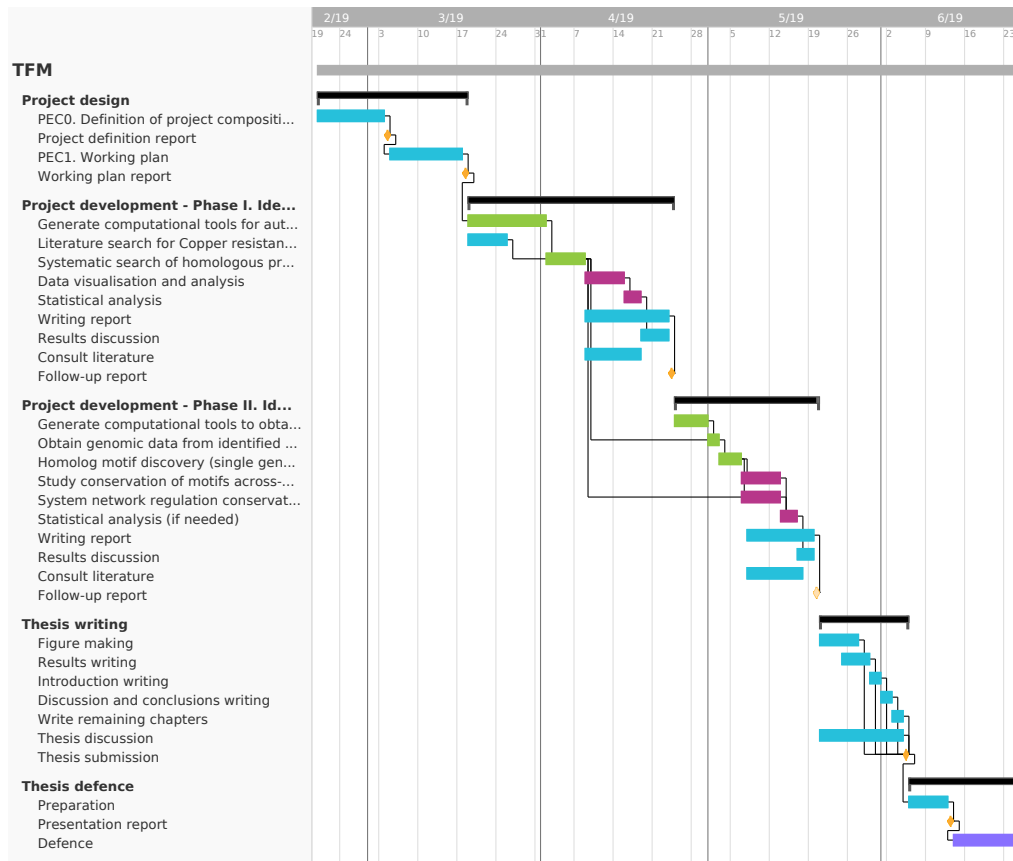 2/19 3/19 4/19 5/19 6/19
19 24 3 10 17 24 31 7 14 21 28 5 12 19 26 2 9 16 23
TFM
Project design
PEC0. Definition of project compositi...
Project definition report
PEC1. Working plan
Working plan report
Project development - Phase I. Ide...
Generate computational tools for aut...
Literature search for Copper resistan...
Systematic search of homologous pr...
Data visualisation and analysis
Statistical analysis
Writing report
Results discussion
Consult literature
Follow-up report
Project development - Phase II. Id...
Generate computational tools to obta...
Obtain genomic data from identified ...
Homolog motif discovery (single gen...
Study conservation of motifs across-...
System network regulation conservat...
Statistical analysis (if needed)
Writing report
Results discussion
Consult literature
Follow-up report
Thesis writing
Figure making
Results writing
Introduction writing
Discussion and conclusions writing
Write remaining chapters
Thesis discussion
Thesis submission
Thesis defence
Preparation
Presentation report
Defence